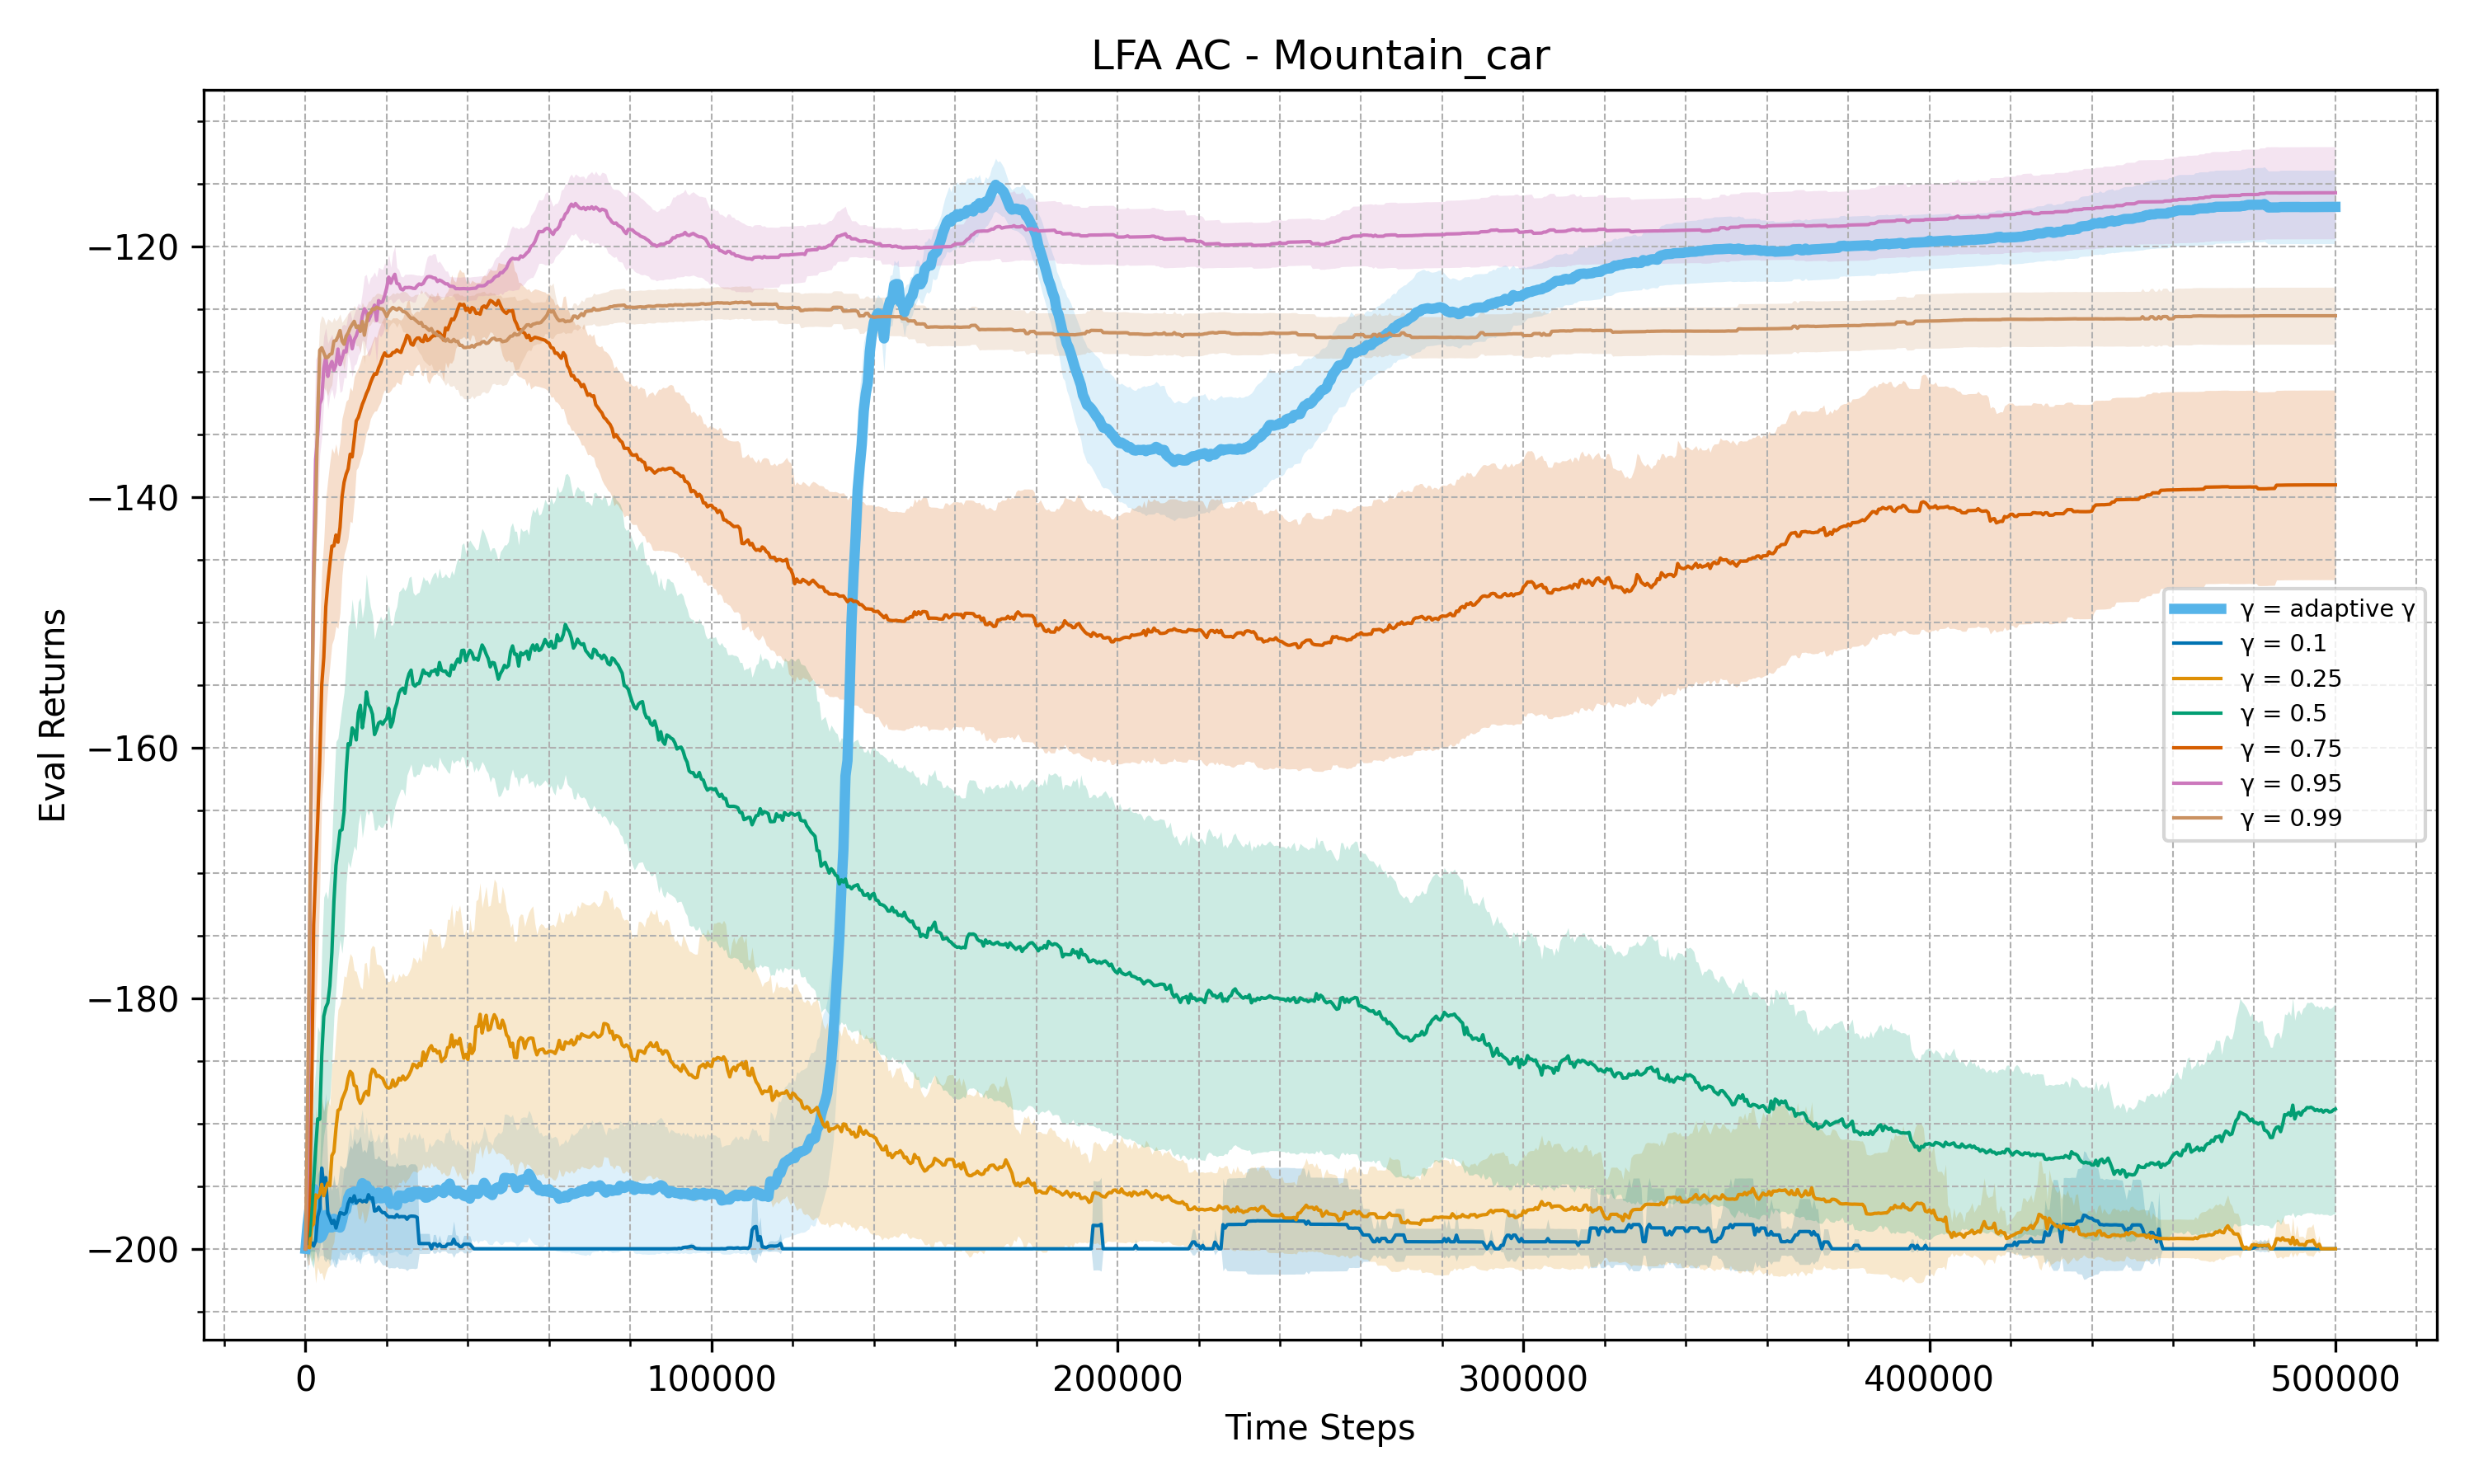 LFA AC - Mountain_car
Eval Returns
−120
−140
−160
−180
−200
γ = adaptive γ
γ = 0.1
γ = 0.25
γ = 0.5
γ = 0.75
γ = 0.95
γ = 0.99
0 100000 200000 300000 400000 500000
Time Steps